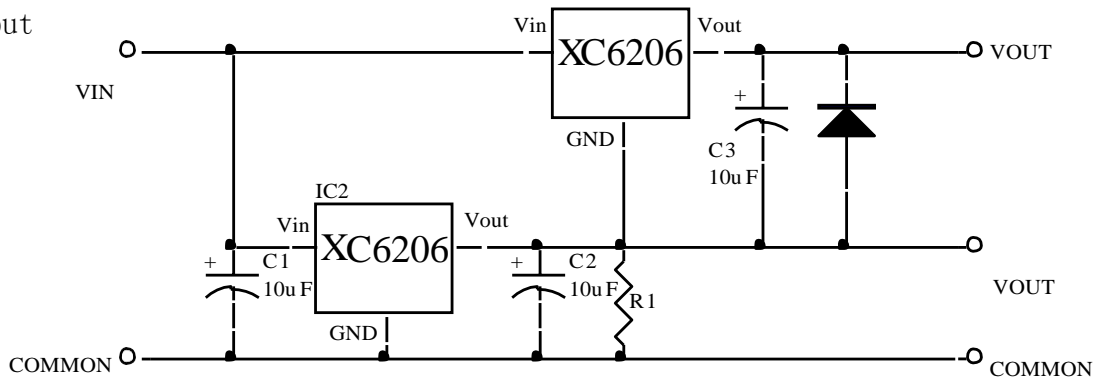 out
Vin
XC6206
Vout
VOUT
VIN
+
GND
C3
10uF
IC2
Vin
XC6206
Vout
+
C1
10uF
+
C2
10uF
R1
VOUT
GND
COMMON
COMMON